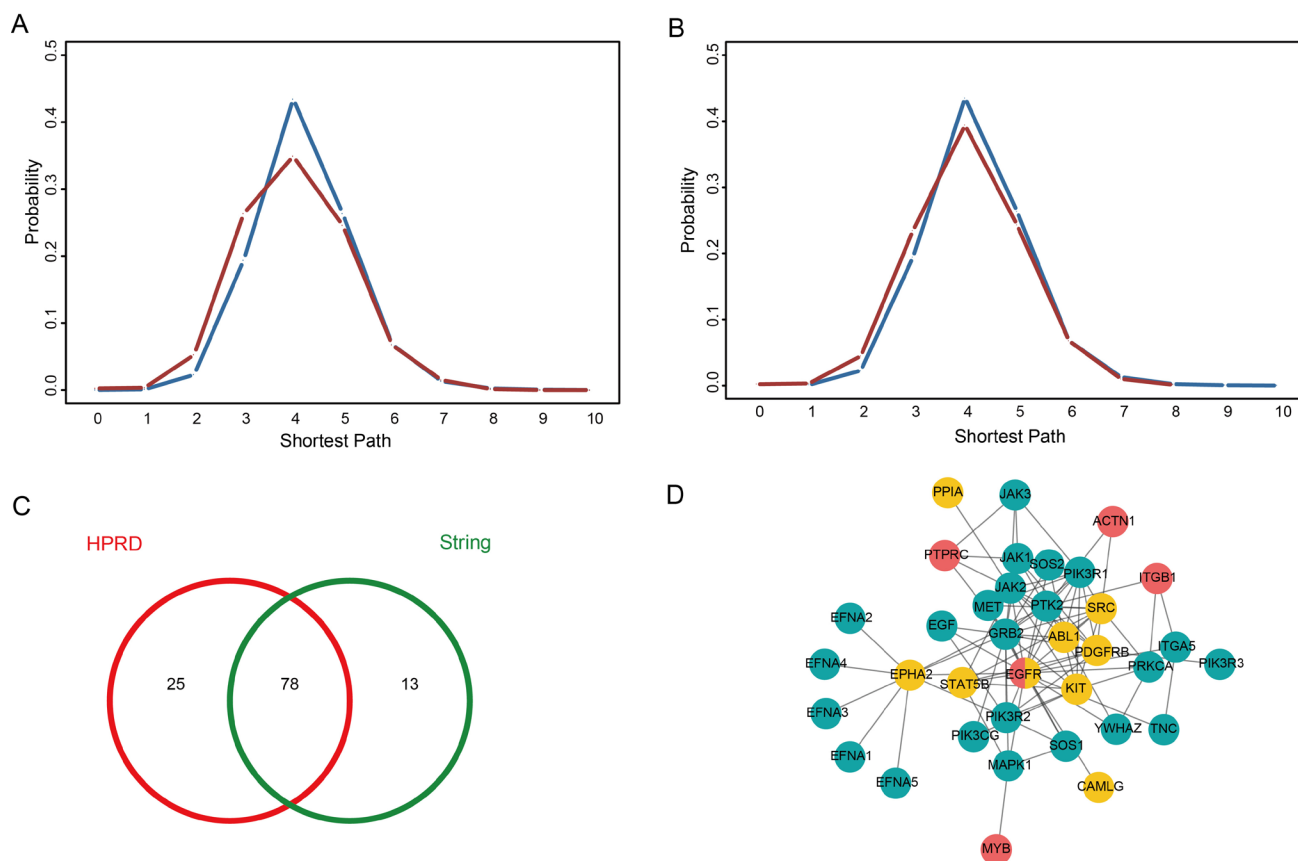 A
0.5
0.4
0.3
0.2
0.1
0.0
Probability
0 1 2 3 4 5 6 7 8 9 10
Shortest Path
B
0.5
0.4
0.3
0.2
0.1
0.0
Probability
0 1 2 3 4 5 6 7 8 9 10
Shortest Path
C
HPRD
String
25
78
13
D
PPIA
JAK3
ACTN1
PTPRC
JAK1
SOS2
PIK3R1
ITGB1
JAK2
MET
PTK2
SRC
EFNA2
EGF
GRB2
ABL1
PDGFRB
ITGA5
EFNA4
EPHA2
STAT5B
EGFR
KIT
PRKCA
PIK3R3
EFNA3
PIK3R2
PIK3CG
YWHAZ
TNC
EFNA1
SOS1
EFNA5
MAPK1
CAMLG
MYB